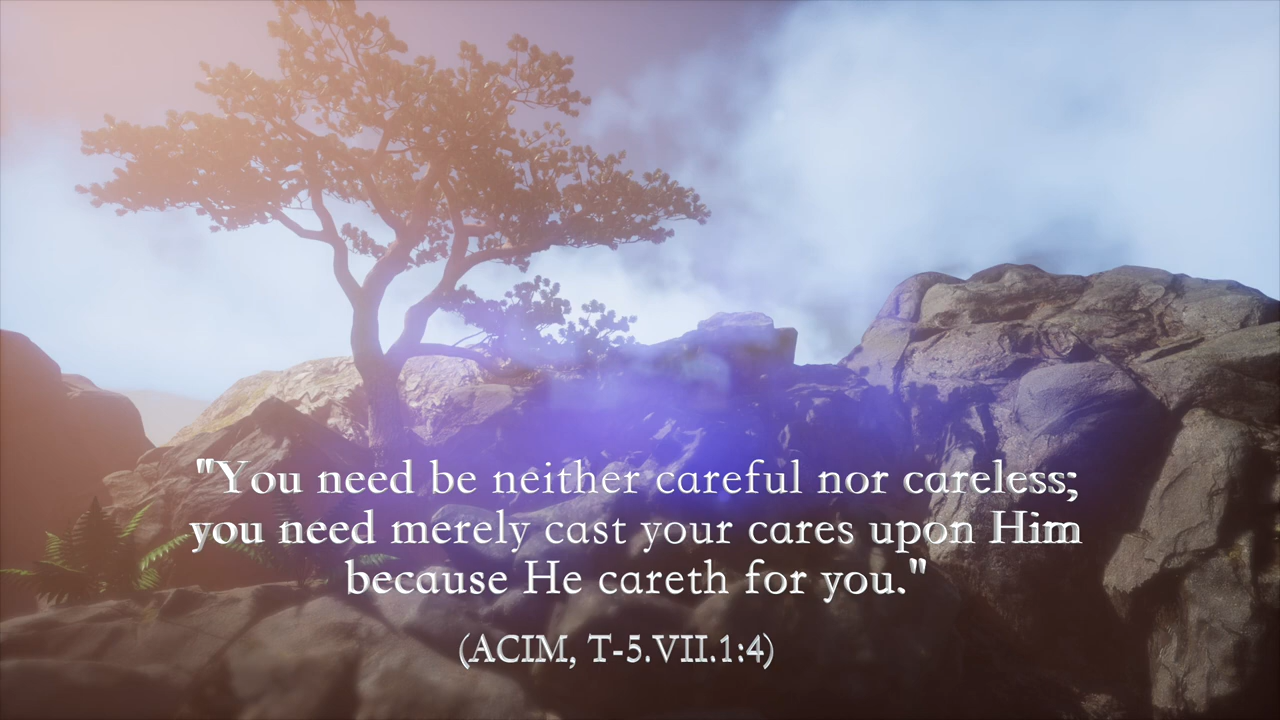 "You need be neither careful nor careless;
you need merely cast your cares upon Him
because He careth for you."
(ACIM, T-5.VII.1:4)